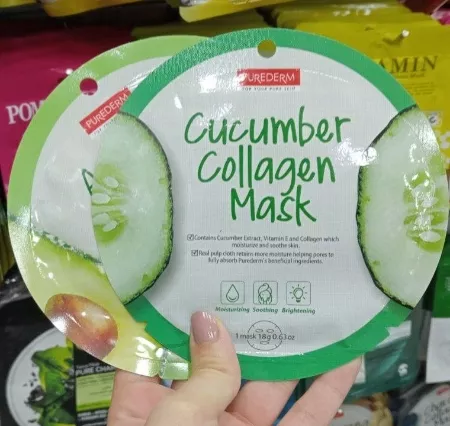 POM
AMIN
PUREDERM
PUREDERM
FOR YOUR PURE SKIN
Cucumber
Collagen
Mask
Contains Cucumber Extract, Vitamin E and Collagen which
moisturize and soothe skin.
Real pulp cloth retains more moisture helping pores to
fully absorb Purederm's beneficial ingredients.
Moisturizing Soothing Brightening
1 mask 18g 0.63oz
PURE CHA